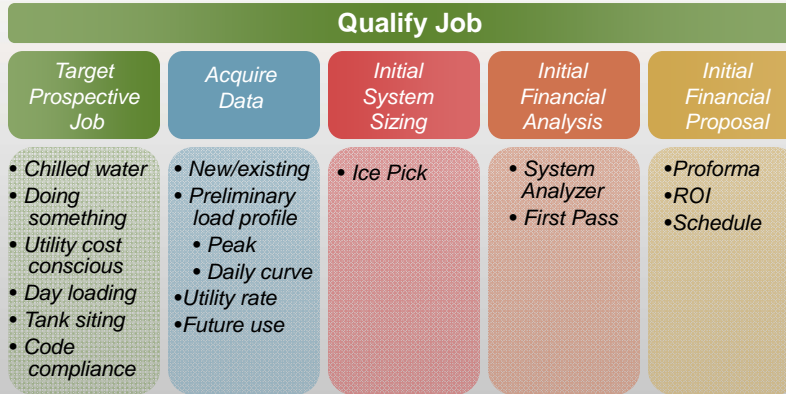 Qualify Job
Target
Prospective
Job
• Chilled water
• Doing
something
• Utility cost
conscious
• Day loading
• Tank siting
• Code
compliance
Acquire
Data
• New/existing
• Preliminary
load profile
• Peak
• Daily curve
•Utility rate
•Future use
Initial
System
Sizing
• Ice Pick
Initial
Financial
Analysis
• System
Analyzer
• First Pass
Initial
Financial
Proposal
•Proforma
•ROI
•Schedule